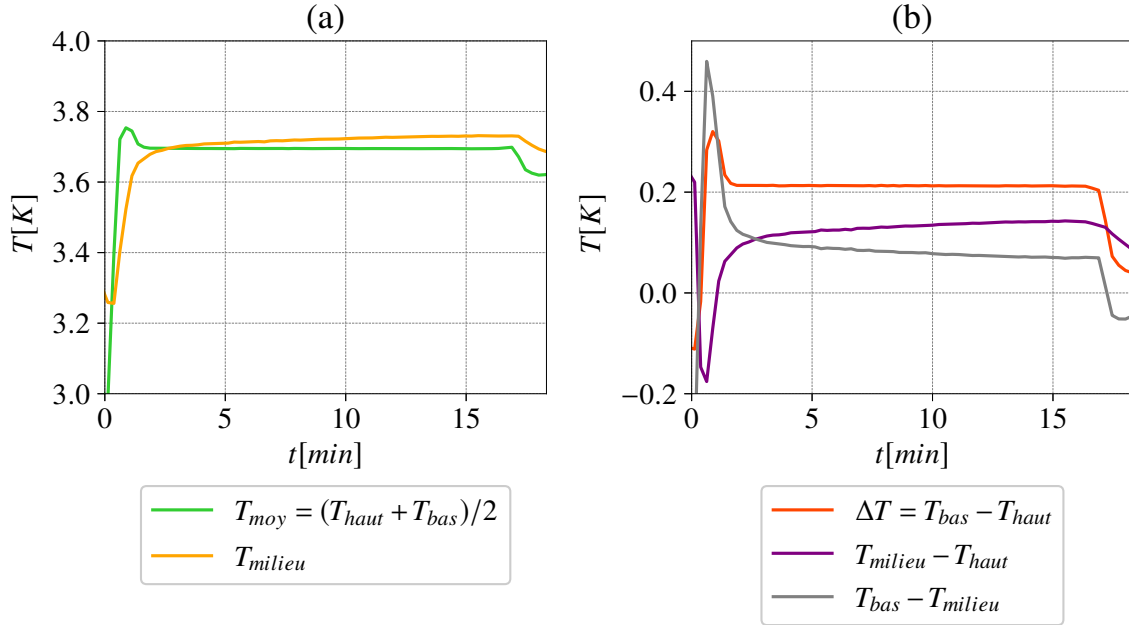 (a)
4.0
3.8
3.6
3.4
3.2
3.0
T[K]
0 5 10 15
t[min]
T_moy = (T_haut + T_bas)/2
T_milieu
(b)
0.4
0.2
0.0
−0.2
T[K]
0 5 10 15
t[min]
ΔT = T_bas − T_haut
T_milieu − T_haut
T_bas − T_milieu